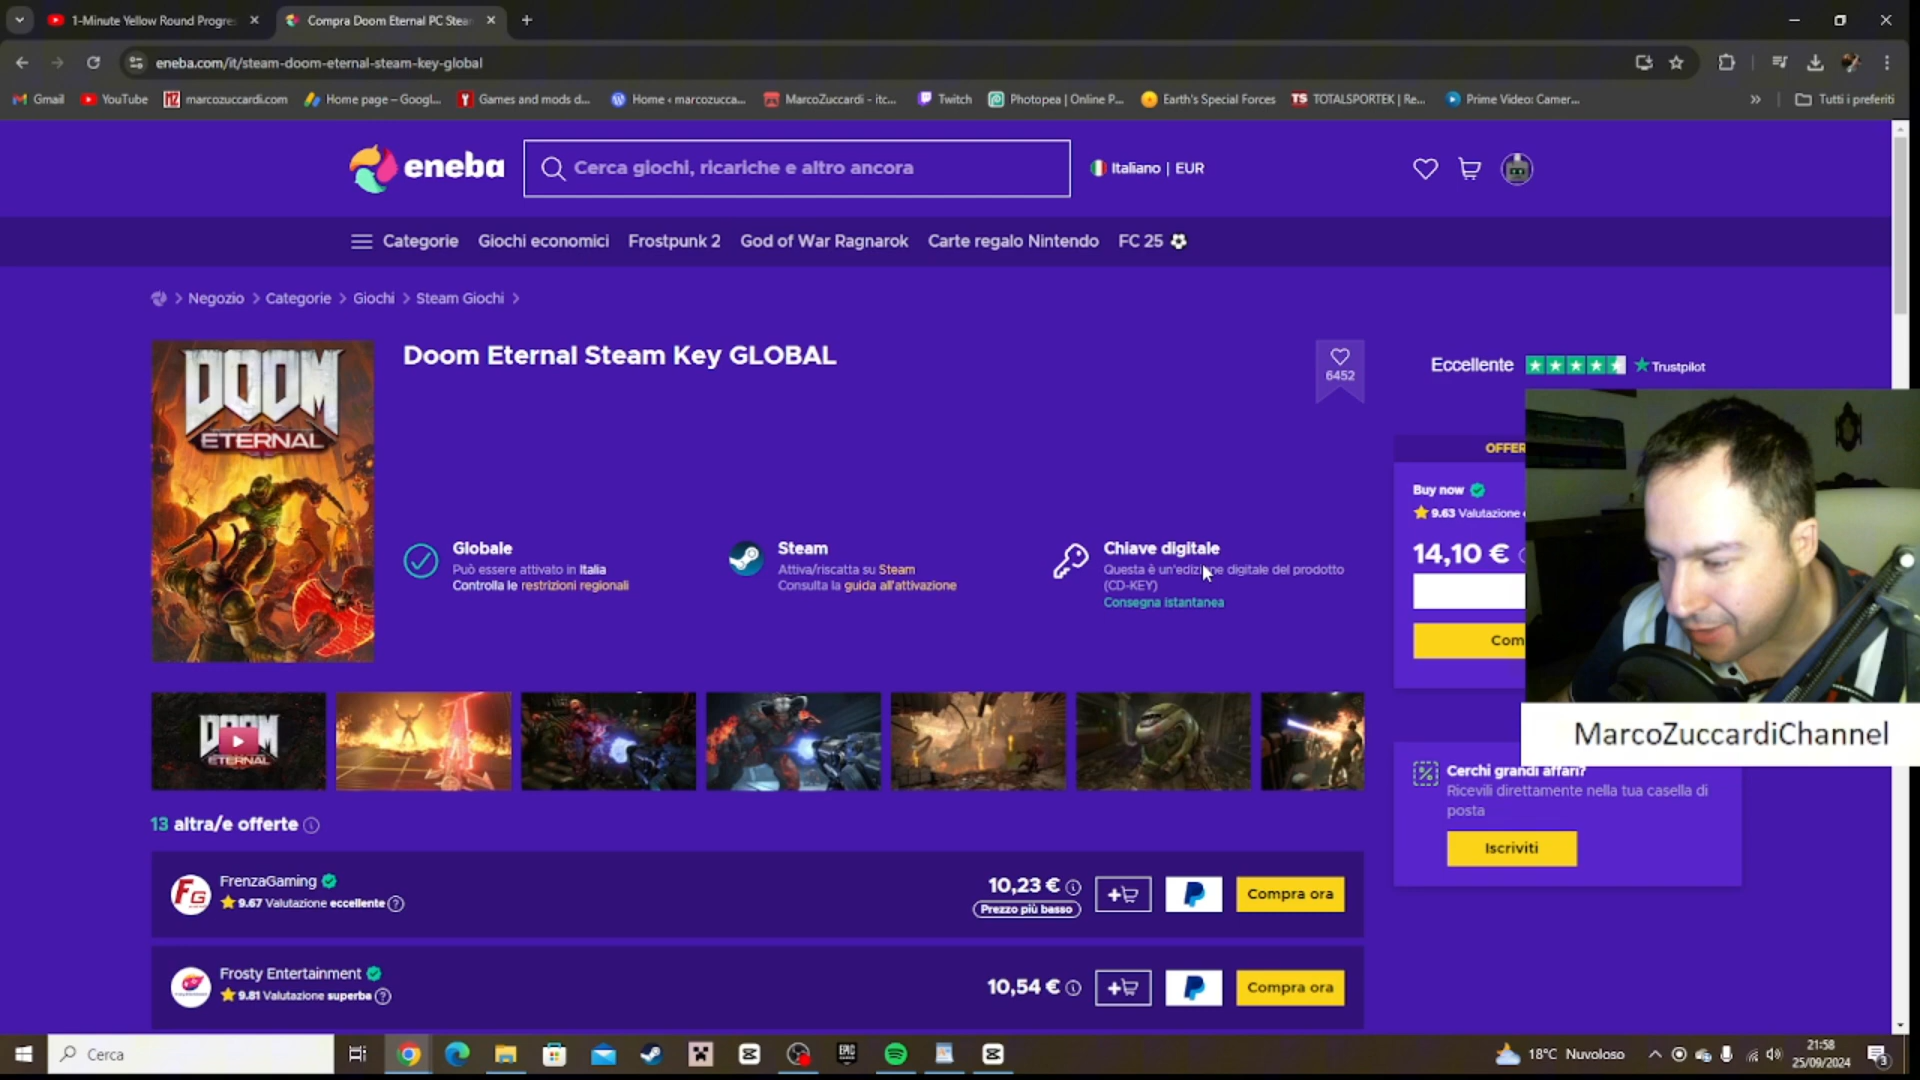 1-Minute Yellow Round Progre
Compra Doom Eternal PC Stea
eneba.com/it/steam-doom-eternal-steam-key-global
Gmail
YouTube
marcozuccardi.com
Home page – Googl...
Games and mods d...
Home ‹ marcozucca...
MarcoZuccardi - itc...
Twitch
Photopea | Online P...
Earth's Special Forces
TS TOTALSPORTEK | Re...
Prime Video: Camer...
Tutti i preferiti
eneba
Cerca giochi, ricariche e altro ancora
Italiano | EUR
Categorie
Giochi economici
Frostpunk 2
God of War Ragnarok
Carte regalo Nintendo
FC 25
Negozio
Categorie
Giochi
Steam Giochi
DOOM
ETERNAL
Doom Eternal Steam Key GLOBAL
6452
Eccellente
Trustpilot
OFFER
Buy now
9.63 Valutazione
14,10 €
Com
Globale
Può essere attivato in Italia
Controlla le restrizioni regionali
Steam
Attiva/riscatta su Steam
Consulta la guida all'attivazione
Chiave digitale
Questa è un'edizione digitale del prodotto
(CD-KEY)
Consegna istantanea
DOOM
ETERNAL
MarcoZuccardiChannel
Cerchi grandi affari?
Ricevili direttamente nella tua casella di
posta
Iscriviti
13 altra/e offerte
FG
FrenzaGaming
9.67 Valutazione eccellente
10,23 €
Prezzo più basso
Compra ora
Frosty Entertainment
9.81 Valutazione superba
10,54 €
Compra ora
Cerca
EPIC
18°C Nuvoloso
21:58
25/09/2024
3